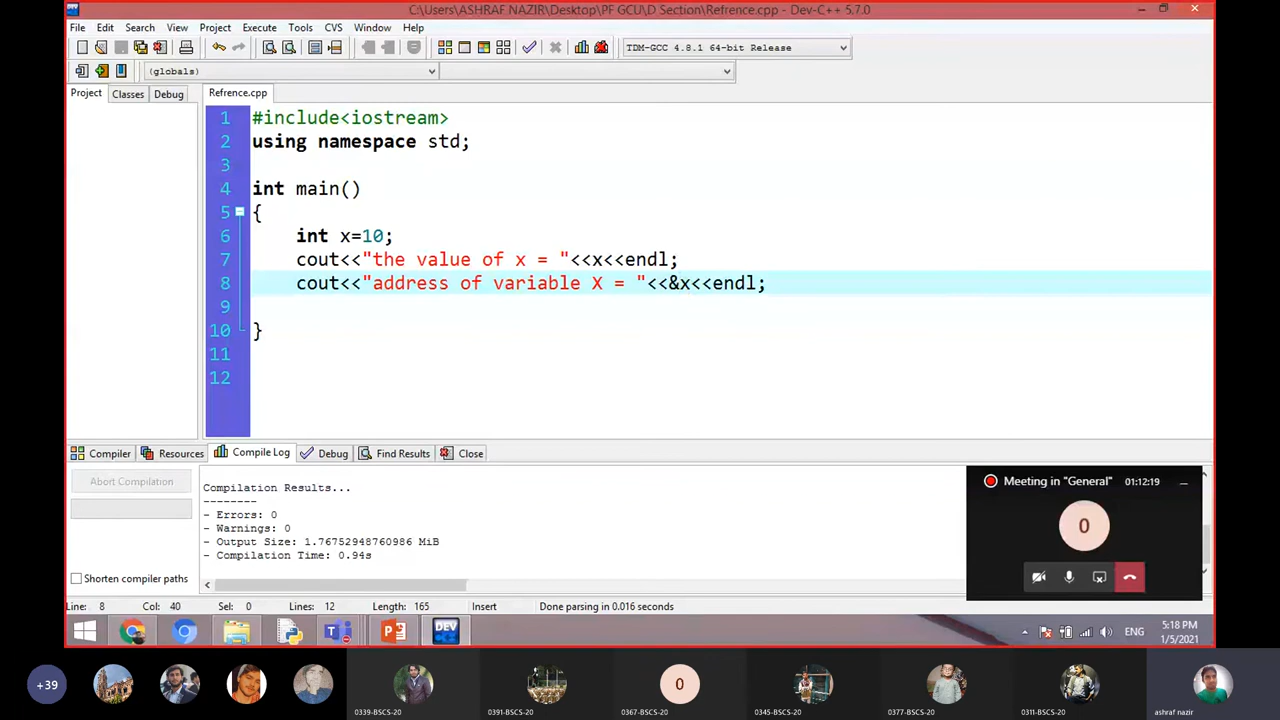 C:\Users\ASHRAF NAZIR\Desktop\PF GCU\D Section\Refrence.cpp - Dev-C++ 5.7.0
File Edit Search View Project Execute Tools CVS Window Help
TDM-GCC 4.8.1 64-bit Release
(globals)
Project Classes Debug Refrence.cpp
1 #include<iostream>
2 using namespace std;
3
4 int main()
5 {
6 int x=10;
7 cout<<"the value of x = "<<x<<endl;
8 cout<<"address of variable X = "<<&x<<endl;
9
10 }
11
12
Compiler Resources Compile Log Debug Find Results Close
Abort Compilation
Compilation Results...
--------
- Errors: 0
- Warnings: 0
- Output Size: 1.76752948760986 MiB
- Compilation Time: 0.94s
Shorten compiler paths
Meeting in "General" 01:12:19
0
Line: 8 Col: 40 Sel: 0 Lines: 12 Length: 165 Insert Done parsing in 0.016 seconds
DEV
ENG
5:18 PM
1/5/2021
+39
0
0339-BSCS-20 0391-BSCS-20 0367-BSCS-20 0345-BSCS-20 0377-BSCS-20 0311-BSCS-20 ashraf nazir